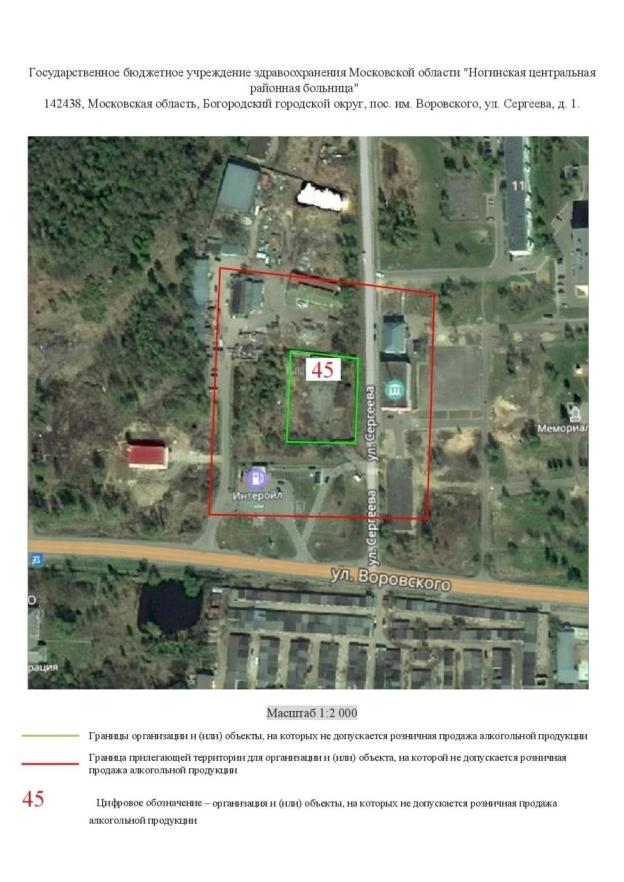 Государственное бюджетное учреждение здравоохранения Московской области "Ногинская центральная
районная больница"
142438, Московская область, Богородский городской округ, пос. им. Воровского, ул. Сергеева, д. 1.
11
45
ул. Сергеева
Мемориал
Интеройл
ул. Сергеева
ул. Воровского
рация
Масштаб 1:2 000
Границы организации и (или) объекты, на которых не допускается розничная продажа алкогольной продукции
Граница прилегающей территории для организации и (или) объекта, на которой не допускается розничная
продажа алкогольной продукции
45 Цифровое обозначение – организация и (или) объекты, на которых не допускается розничная продажа
алкогольной продукции